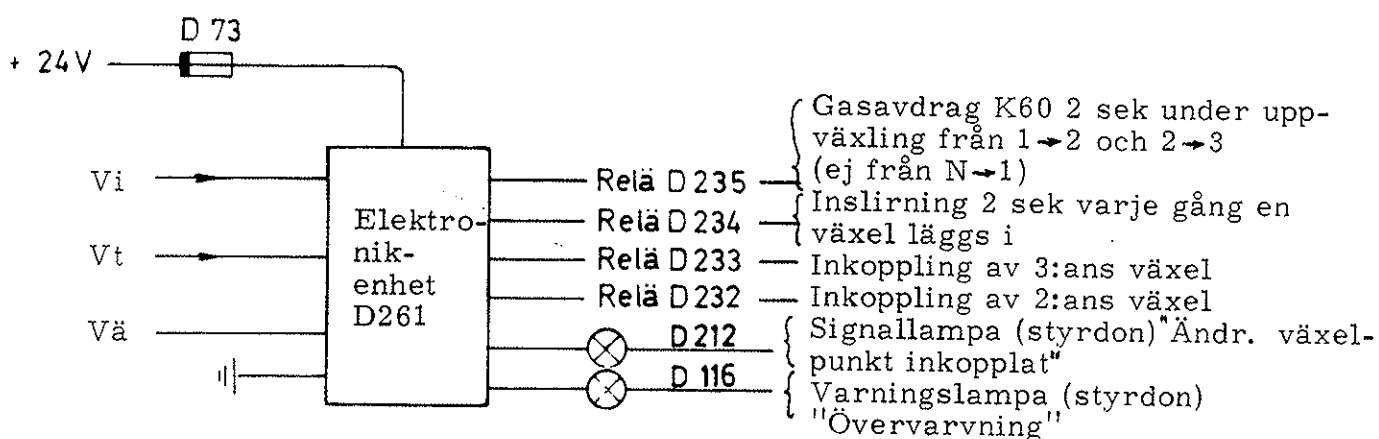 D 73
+ 24V
Vi
Vt
Vä
Elektro-
nik-
enhet
D261
Relä D 235
Relä D 234
Relä D 233
Relä D 232
D 212
D 116
Gasavdrag K60 2 sek under upp-
växling från 1→2 och 2→3
(ej från N→1)
Inslirning 2 sek varje gång en
växel läggs i
Inkoppling av 3:ans växel
Inkoppling av 2:ans växel
Signallampa (styrdon)"Ändr. växel-
punkt inkopplat"
Varningslampa (styrdon)
"Övervarvning"